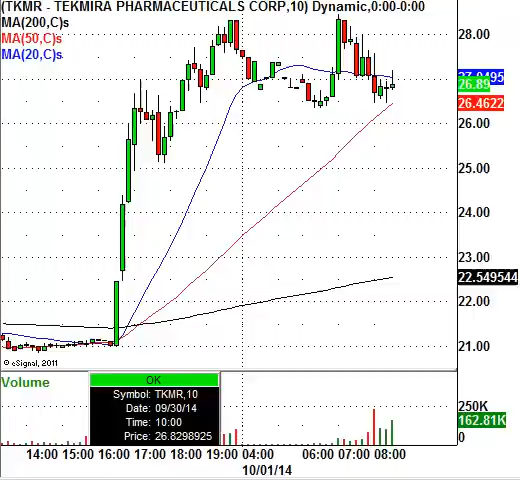 (TKMR - TEKMIRA PHARMACEUTICALS CORP,10) Dynamic,0:00-0:00
MA(200,C)s
MA(50,C)s
MA(20,C)s
28.00
26.89
26.4622
26.00
25.00
24.00
23.00
22.549544
22.00
21.00
© eSignal, 2011
Volume
OK
Symbol: TKMR,10
Date: 09/30/14
Time: 10:00
Price: 26.8298925
250K
162.81K
0
14:00 15:00 16:00 17:00 18:00 19:00 04:00 06:00 07:00 08:00
10/01/14